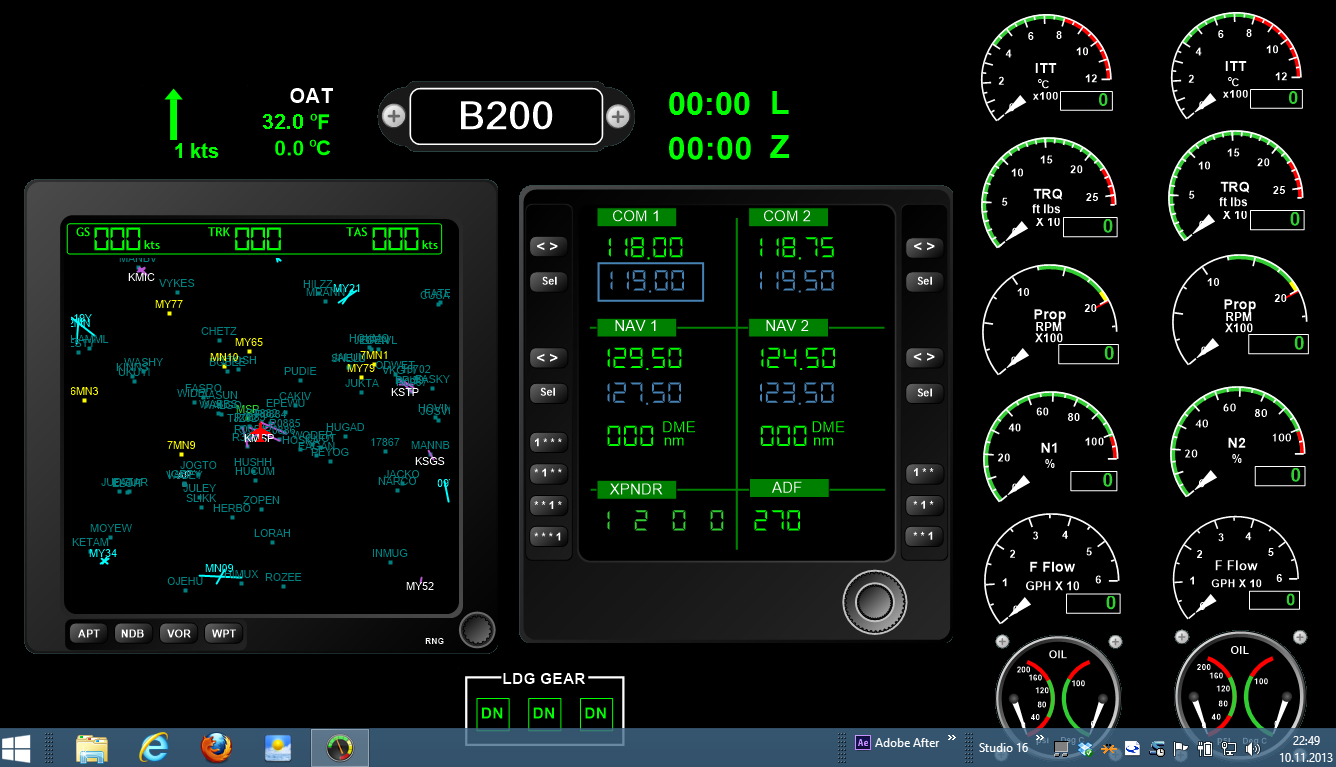 OAT
32.0 ºF
0.0 ºC
1 kts
B200
00:00 L
00:00 Z
GS 000 kts TRK 000 TAS 000 kts
KMIC
VYKES
HILZZ
MY21
MY77
CHETZ
MY65
MN10
7MN1
WASHY
PUDIE
MY79
JUKTA
KSTP
6MN3
CAKIV
EPEWU
MSP
KMSP
HUGAD
17867
MANNB
7MN9
KSGS
JOGTO
HUSHH
HUCUM
JACKO
NARCO
JULEY
SLIKK
HERBO
ZOPEN
MOYEW
KETAM
MY34
LORAH
INMUG
MN09
OJEHU
ROZEE
MY52
APT NDB VOR WPT
RNG
COM 1 COM 2
< > 118.00 118.75 < >
Sel 119.00 119.50 Sel
NAV 1 NAV 2
< > 129.50 124.50 < >
Sel 127.50 123.50 Sel
000 DME nm 000 DME nm
1***
*1** 1**
XPNDR ADF
**1* 1 2 0 0 270 *1*
***1 **1
LDG GEAR
DN DN DN
2 4 6 8 10 12
ITT
ºC
x100
0
2 4 6 8 10 12
ITT
ºC
x100
0
5 10 15 20 25
TRQ
ft lbs
X 10
0
5 10 15 20 25
TRQ
ft lbs
X 10
0
10 20
Prop
RPM
X100
0
10 20
Prop
RPM
X100
0
20 40 60 80 100
N1
%
0
20 40 60 80 100
N2
%
0
1 2 3 4 5 6
F Flow
GPH X 10
0
1 2 3 4 5 6
F Flow
GPH X 10
0
OIL
200 160 120 80 40
100
PSI Deg C
OIL
200 160 120 80 40
100
PSI Deg C
Ae Adobe After »
Studio 16 »
22:49
10.11.2013